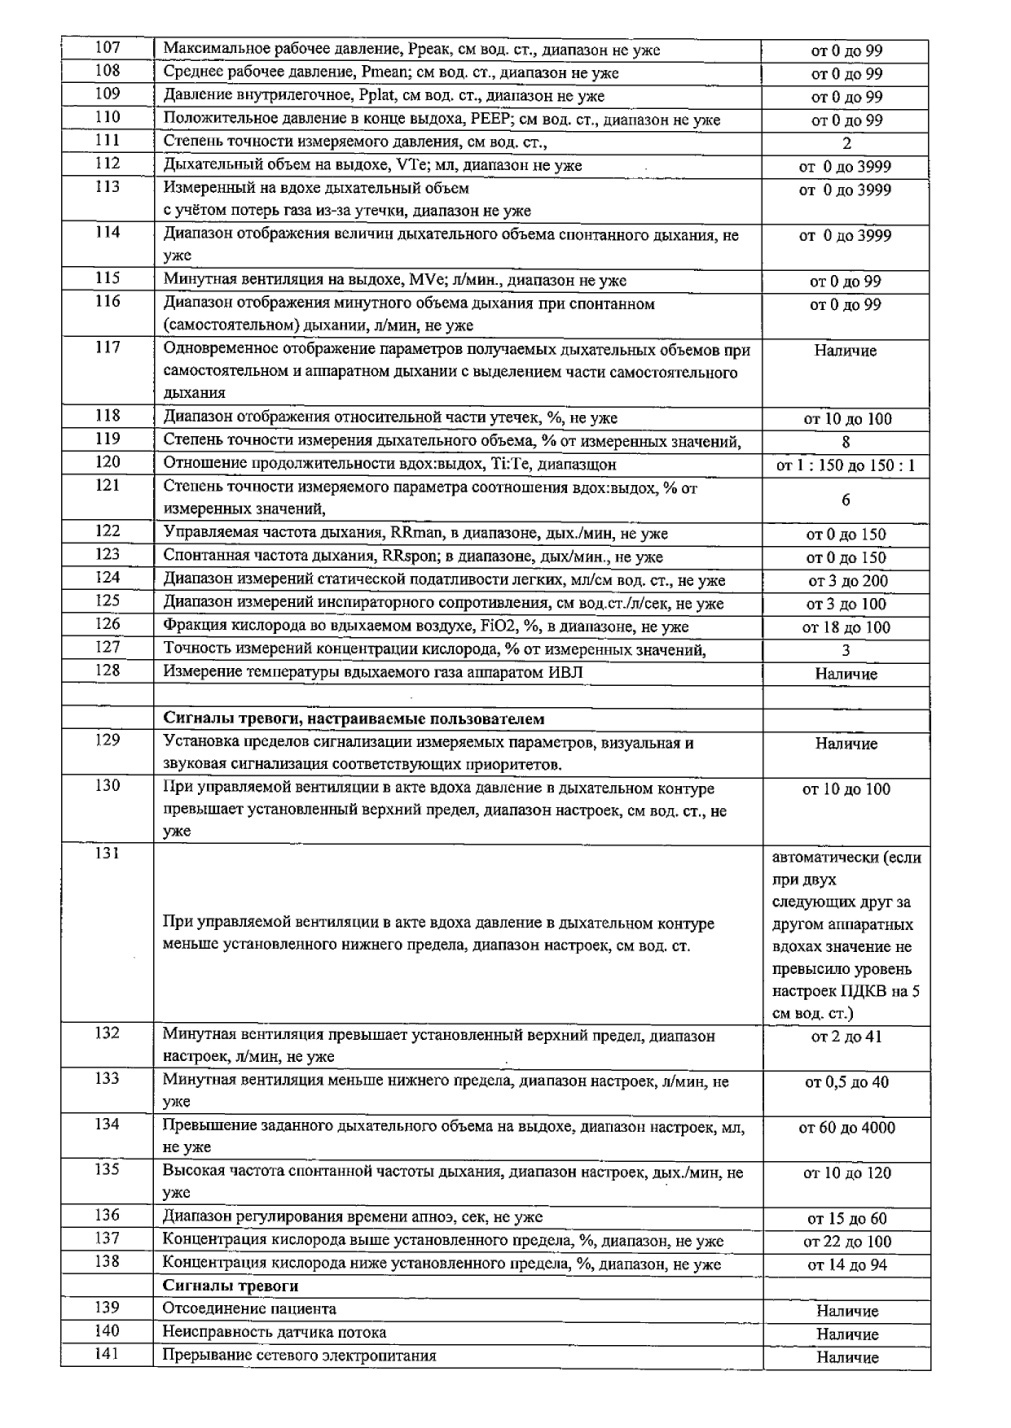 107 Максимальное рабочее давление, Ppeak, см вод. ст., диапазон не уже от 0 до 99
108 Среднее рабочее давление, Pmean; см вод. ст., диапазон не уже от 0 до 99
109 Давление внутрилегочное, Pplat, см вод. ст., диапазон не уже от 0 до 99
110 Положительное давление в конце выдоха, PEEP; см вод. ст., диапазон не уже от 0 до 99
111 Степень точности измеряемого давления, см вод. ст., 2
112 Дыхательный объем на выдохе, VTe; мл, диапазон не уже от 0 до 3999
113 Измеренный на вдохе дыхательный объем от 0 до 3999
с учётом потерь газа из-за утечки, диапазон не уже
114 Диапазон отображения величин дыхательного объема спонтанного дыхания, не от 0 до 3999
уже
115 Минутная вентиляция на выдохе, MVe; л/мин., диапазон не уже от 0 до 99
116 Диапазон отображения минутного объема дыхания при спонтанном от 0 до 99
(самостоятельном) дыхании, л/мин, не уже
117 Одновременное отображение параметров получаемых дыхательных объемов при Наличие
самостоятельном и аппаратном дыхании с выделением части самостоятельного
дыхания
118 Диапазон отображения относительной части утечек, %, не уже от 10 до 100
119 Степень точности измерения дыхательного объема, % от измеренных значений, 8
120 Отношение продолжительности вдох:выдох, Ti:Te, диапазщон от 1 : 150 до 150 : 1
121 Степень точности измеряемого параметра соотношения вдох:выдох, % от 6
измеренных значений,
122 Управляемая частота дыхания, RRman, в диапазоне, дых./мин, не уже от 0 до 150
123 Спонтанная частота дыхания, RRspon; в диапазоне, дых/мин., не уже от 0 до 150
124 Диапазон измерений статической податливости легких, мл/см вод. ст., не уже от 3 до 200
125 Диапазон измерений инспираторного сопротивления, см вод.ст./л/сек, не уже от 3 до 100
126 Фракция кислорода во вдыхаемом воздухе, FiO2, %, в диапазоне, не уже от 18 до 100
127 Точность измерений концентрации кислорода, % от измеренных значений, 3
128 Измерение температуры вдыхаемого газа аппаратом ИВЛ Наличие
Сигналы тревоги, настраиваемые пользователем
129 Установка пределов сигнализации измеряемых параметров, визуальная и Наличие
звуковая сигнализация соответствующих приоритетов.
130 При управляемой вентиляции в акте вдоха давление в дыхательном контуре от 10 до 100
превышает установленный верхний предел, диапазон настроек, см вод. ст., не
уже
131
При управляемой вентиляции в акте вдоха давление в дыхательном контуре
меньше установленного нижнего предела, диапазон настроек, см вод. ст.
автоматически (если
при двух
следующих друг за
другом аппаратных
вдохах значение не
превысило уровень
настроек ПДКВ на 5
см вод. ст.)
132 Минутная вентиляция превышает установленный верхний предел, диапазон от 2 до 41
настроек, л/мин, не уже
133 Минутная вентиляция меньше нижнего предела, диапазон настроек, л/мин, не от 0,5 до 40
уже
134 Превышение заданного дыхательного объема на выдохе, диапазон настроек, мл, от 60 до 4000
не уже
135 Высокая частота спонтанной частоты дыхания, диапазон настроек, дых./мин, не от 10 до 120
уже
136 Диапазон регулирования времени апноэ, сек, не уже от 15 до 60
137 Концентрация кислорода выше установленного предела, %, диапазон, не уже от 22 до 100
138 Концентрация кислорода ниже установленного предела, %, диапазон, не уже от 14 до 94
Сигналы тревоги
139 Отсоединение пациента Наличие
140 Неисправность датчика потока Наличие
141 Прерывание сетевого электропитания Наличие